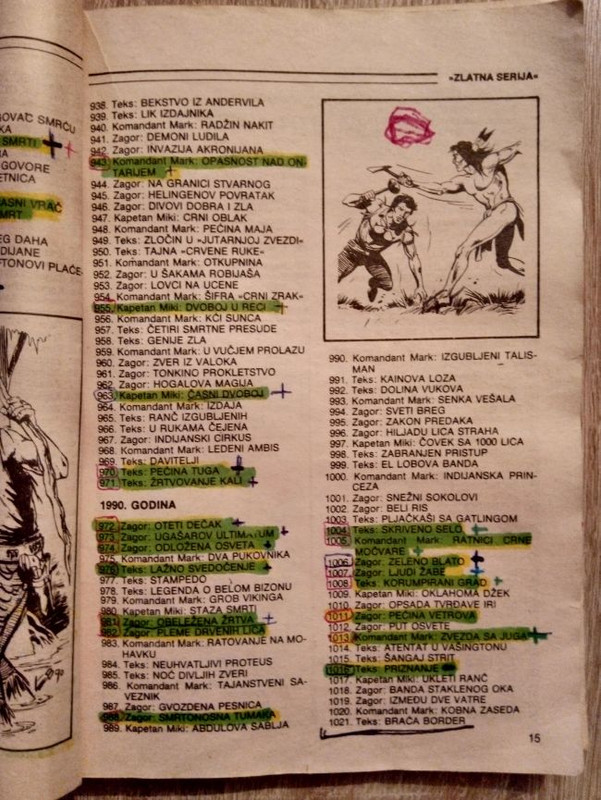 »ZLATNA SERIJA«
OVAC SMRĆU
KA
SMRTI
NA
GOVORE
ETNICA
ASNI VRAČ
MRT
EG DAHA
DIJANE
FTONOVI PLAĆE-
938. Teks: BEKSTVO IZ ANDERVILA
939. Teks: LIK IZDAJNIKA
940. Komandant Mark: RADŽIN NAKIT
941. Zagor: DEMONI LUDILA
942. Zagor: INVAZIJA AKRONIJANA
943. Komandant Mark: OPASNOST NAD ON-
TARIJEM
944. Zagor: NA GRANICI STVARNOG
945. Zagor: HELINGENOV POVRATAK
946. Zagor: DIVOVI DOBRA I ZLA
947. Kapetan Miki: CRNI OBLAK
948. Komandant Mark: PEĆINA MAJA
949. Teks: ZLOČIN U »JUTARNJOJ ZVEZDI«
950. Teks: TAJNA »CRVENE RUKE«
951. Komandant Mark: OTKUPNINA
952. Zagor: U ŠAKAMA ROBIJAŠA
953. Zagor: LOVCI NA UCENE
954. Komandant Mark: ŠIFRA »CRNI ZRAK«
955. Kapetan Miki: DVOBOJ U RECI
956. Komandant Mark: KĆI SUNCA
957. Teks: ČETIRI SMRTNE PRESUDE
958. Teks: GENIJE ZLA
959. Komandant Mark: U VUČJEM PROLAZU
960. Zagor: ZVER IZ VALOKA
961. Zagor: TONKINO PROKLETSTVO
962. Zagor: HOGALOVA MAGIJA
963. Kapetan Miki: ČASNI DVOBOJ
964. Komandant Mark: IZDAJA
965. Teks: RANČ IZGUBLJENIH
966. Teks: U RUKAMA ČEJENA
967. Zagor: INDIJANSKI CIRKUS
968. Komandant Mark: LEDENI AMBIS
969. Teks: DAVITELJI
970. Teks: PEĆINA TUGA
971. Teks: ŽRTVOVANJE KALI
1990. GODINA
972. Zagor: OTETI DEČAK
973. Zagor: UGAŠAROV ULTIMATUM
974. Zagor: ODLOŽENA OSVETA
975. Komandant Mark: DVA PUKOVNIKA
976. Teks: LAŽNO SVEDOČENJE
977. Teks: STAMPEDO
978. Teks: LEGENDA O BELOM BIZONU
979. Komandant Mark: GROB VIKINGA
980. Kapetan Miki: STAZA SMRTI
981. Zagor: OBELEŽENA ŽRTVA
982. Zagor: PLEME DRVENIH LICA
983. Komandant Mark: RATOVANJE NA MO-
HAVKU
984. Teks: NEUHVATLJIVI PROTEUS
985. Teks: NOĆ DIVLJIH ZVERI
986. Komandant Mark: TAJANSTVENI SA-
VEZNIK
987. Zagor: GVOZDENA PESNICA
988. Zagor: SMRTONOSNA TUMARA
989. Kapetan Miki: ABDULOVA SABLJA
990. Komandant Mark: IZGUBLJENI TALIS-
MAN
991. Teks: KAINOVA LOZA
992. Teks: DOLINA VUKOVA
993. Komandant Mark: SENKA VEŠALA
994. Zagor: SVETI BREG
995. Zagor: ZAKON PREDAKA
996. Zagor: HILJADU LICA STRAHA
997. Kapetan Miki: ČOVEK SA 1000 LICA
998. Teks: ZABRANJEN PRISTUP
999. Teks: EL LOBOVA BANDA
1000. Komandant Mark: INDIJANSKA PRIN-
CEZA
1001. Zagor: SNEŽNI SOKOLOVI
1002. Zagor: BELI RIS
1003. Teks: PLJAČKAŠI SA GATLINGOM
1004. Teks: SKRIVENO SELO
1005. Komandant Mark: RATNICI CRNE
MOČVARE
1006. Zagor: ZELENO BLATO
1007. Zagor: LJUDI ŽABE
1008. Teks: KORUMPIRANI GRAD
1009. Kapetan Miki: OKLAHOMA DŽEK
1010. Zagor: OPSADA TVRĐAVE IRI
1011. Zagor: PEĆINA VETROVA
1012. Zagor: PUT OSVETE
1013. Komandant Mark: ZVEZDA SA JUGA
1014. Teks: ATENTAT U VAŠINGTONU
1015. Teks: ŠANGAJ STRIT
1016. Teks: PRIZNANJE
1017. Kapetan Miki: UKLETI RANČ
1018. Zagor: BANDA STAKLENOG OKA
1019. Zagor: IZMEĐU DVE VATRE
1020. Komandant Mark: KOBNA ZASEDA
1021. Teks: BRAĆA BORDER
15